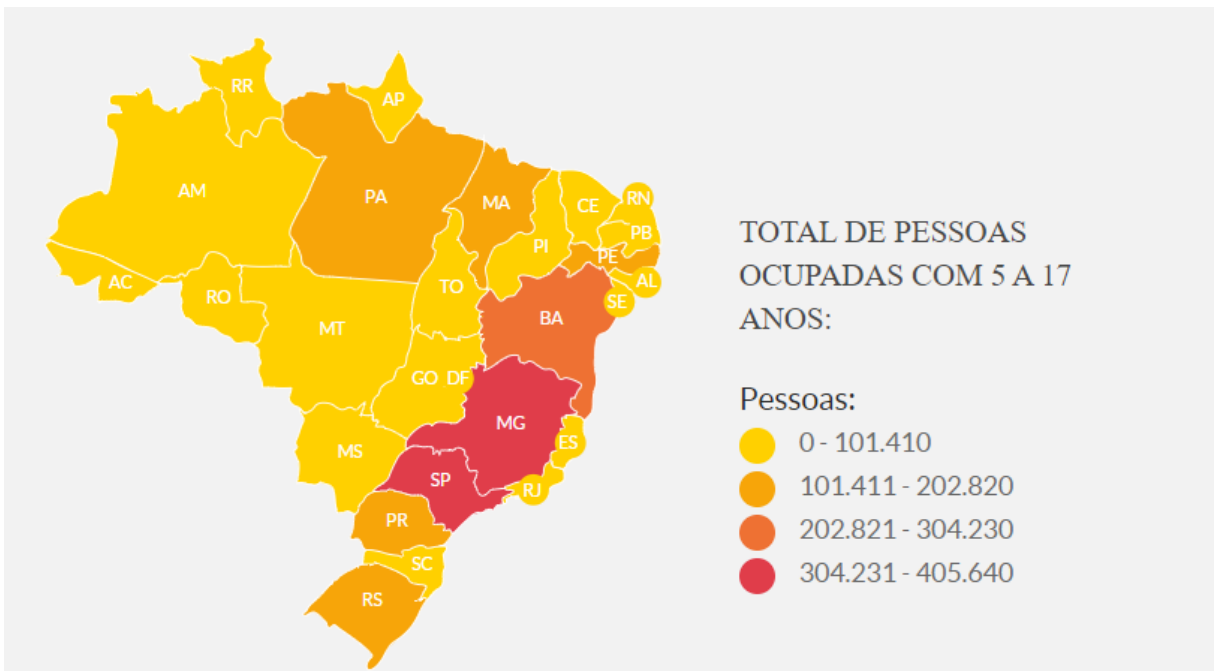 RR
AP
AM
PA
MA
CE
RN
PI
PB
PE
AC
RO
TO
AL
SE
MT
BA
GO DF
MG
MS
ES
SP
RJ
PR
SC
RS
TOTAL DE PESSOAS
OCUPADAS COM 5 A 17
ANOS:
Pessoas:
0 - 101.410
101.411 - 202.820
202.821 - 304.230
304.231 - 405.640